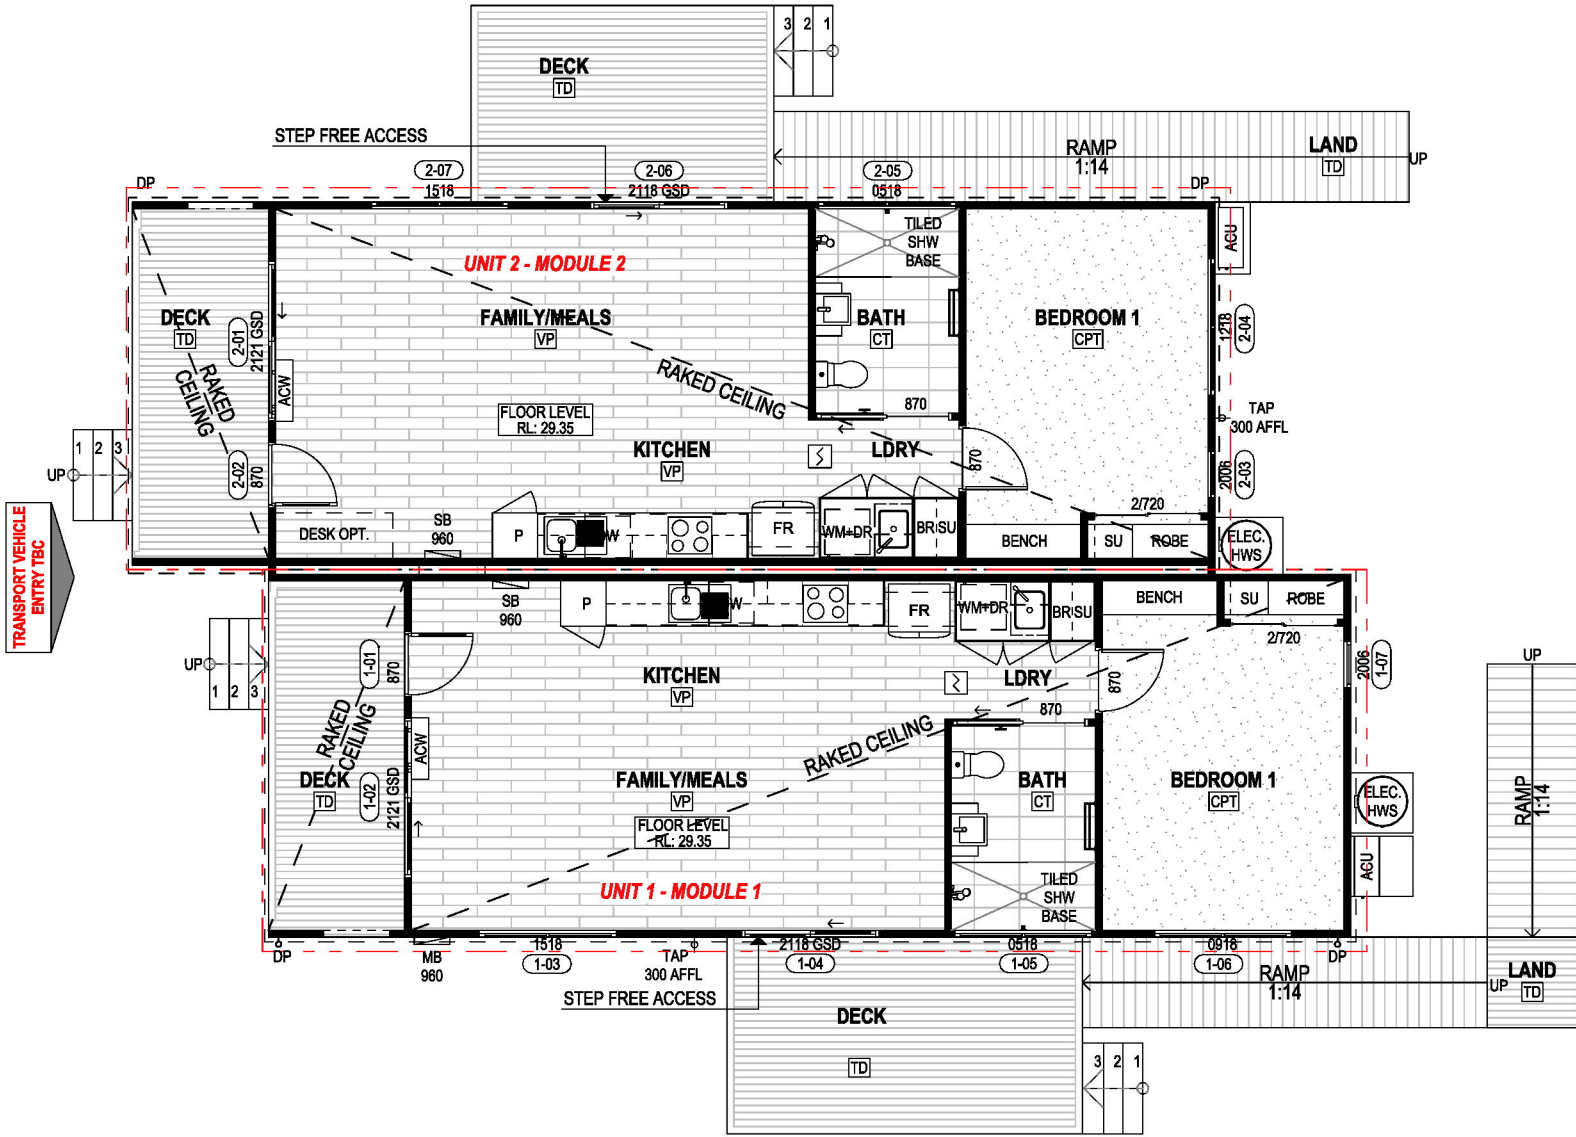 3 2 1
DECK
TD
STEP FREE ACCESS
RAMP
1:14
LAND
TD
UP
2-07
1518
2-06
2118 GSD
2-05
0518
DP
DP
TILED
SHW
BASE
ACU
UNIT 2 - MODULE 2
DECK
TD
2-01
2121 GSD
FAMILY/MEALS
VP
BATH
CT
BEDROOM 1
CPT
1218
2-04
RAKED
CEILING
RAKED CEILING
ACW
FLOOR LEVEL
RL: 29.35
870
TAP
300 AFFL
1 2 3
UP
2-02
870
KITCHEN
VP
LDRY
870
2006
2-03
2/720
TRANSPORT VEHICLE
ENTRY TBC
DESK OPT.
SB
960
P
W
FR
WM+DR
BR
SU
BENCH
SU
ROBE
ELEC.
HWS
SB
960
P
W
FR
WM+DR
BR
SU
BENCH
SU
ROBE
2/720
UP
1 2 3
1-01
870
KITCHEN
VP
LDRY
870
870
2006
1-07
UP
RAKED
CEILING
RAKED CEILING
ACW
DECK
TD
1-02
2121 GSD
FAMILY/MEALS
VP
FLOOR LEVEL
RL: 29.35
BATH
CT
BEDROOM 1
CPT
ELEC.
HWS
RAMP
1:14
ACU
UNIT 1 - MODULE 1
TILED
SHW
BASE
DP
MB
960
1518
1-03
TAP
300 AFFL
2118 GSD
1-04
0518
1-05
0918
1-06
DP
STEP FREE ACCESS
RAMP
1:14
UP
LAND
TD
DECK
TD
3 2 1